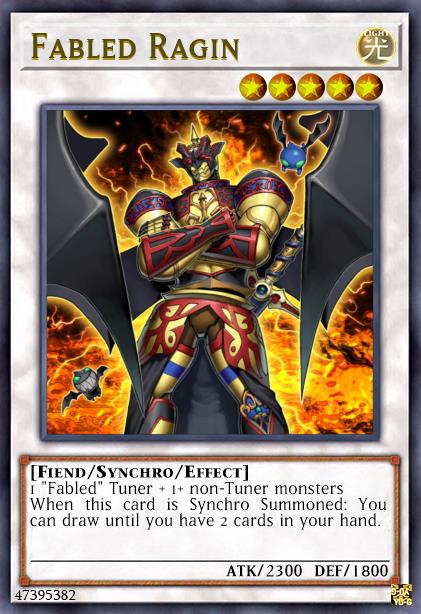 FABLED RAGIN
LIGHT
光
[FIEND/SYNCHRO/EFFECT]
1 "Fabled" Tuner + 1+ non-Tuner monsters
When this card is Synchro Summoned: You
can draw until you have 2 cards in your hand.
ATK/2300 DEF/1800
47395382